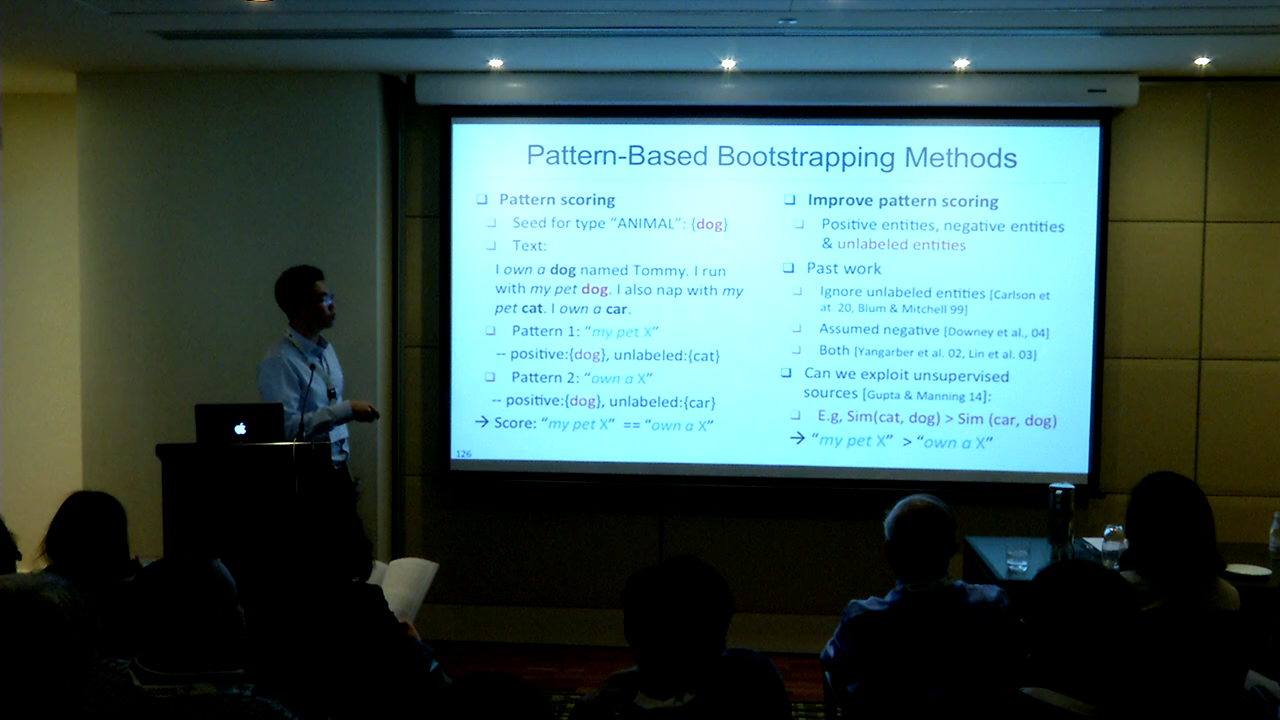 Pattern-Based Bootstrapping Methods
Pattern scoring
Seed for type “ANIMAL”: {dog}
Text:
I own a dog named Tommy. I run
with my pet dog. I also nap with my
pet cat. I own a car.
Pattern 1: “my pet X”
-- positive:{dog}, unlabeled:{cat}
Pattern 2: “own a X”
-- positive:{dog}, unlabeled:{car}
→ Score: “my pet X” == “own a X”
126
Improve pattern scoring
Positive entities, negative entities
& unlabeled entities
Past work
Ignore unlabeled entities [Carlson et
at. 20, Blum & Mitchell 99]
Assumed negative [Downey et al., 04]
Both [Yangarber et al. 02, Lin et al. 03]
Can we exploit unsupervised
sources [Gupta & Manning 14]:
E.g, Sim(cat, dog) > Sim (car, dog)
→ “my pet X” > “own a X”